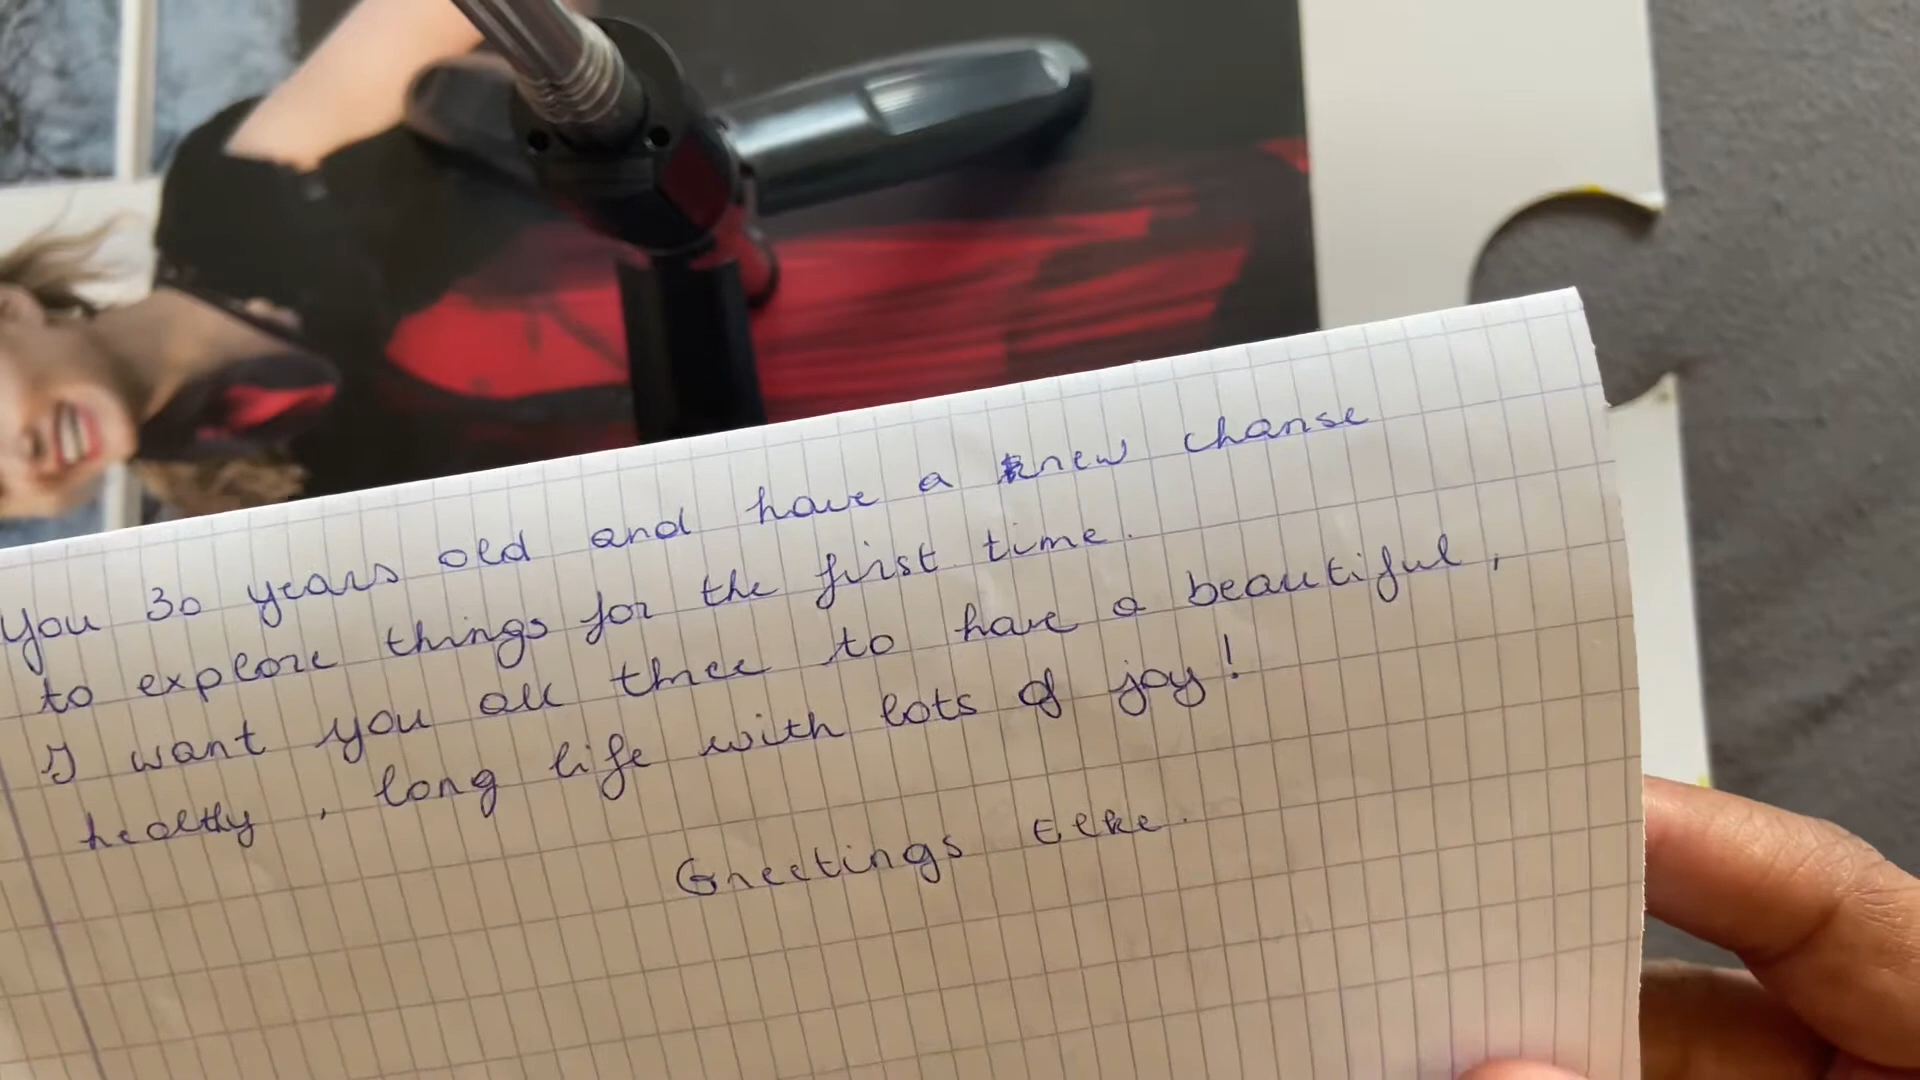 you 30 years old and have a new chanse
to explore things for the first time.
I want you all three to have a beautiful,
healthy, long life with lots of joy!
Greetings Elke.